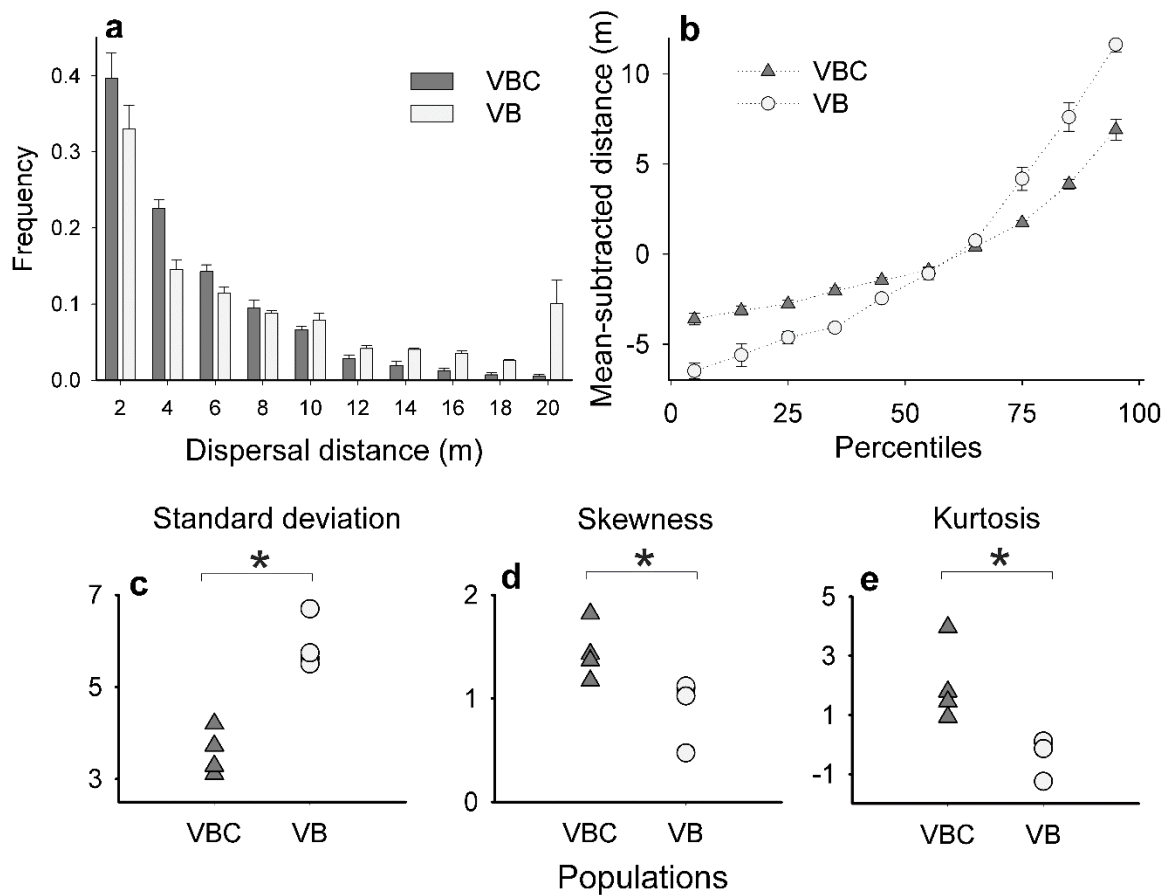 a
VBC
VB
0.4
0.3
0.2
0.1
0.0
Frequency
2 4 6 8 10 12 14 16 18 20
Dispersal distance (m)
b
VBC
VB
10
5
0
-5
Mean-subtracted distance (m)
0 25 50 75 100
Percentiles
Standard deviation
*
c
7
5
3
VBC VB
Skewness
*
d
2
1
0
VBC VB
Kurtosis
*
e
5
3
1
-1
VBC VB
Populations